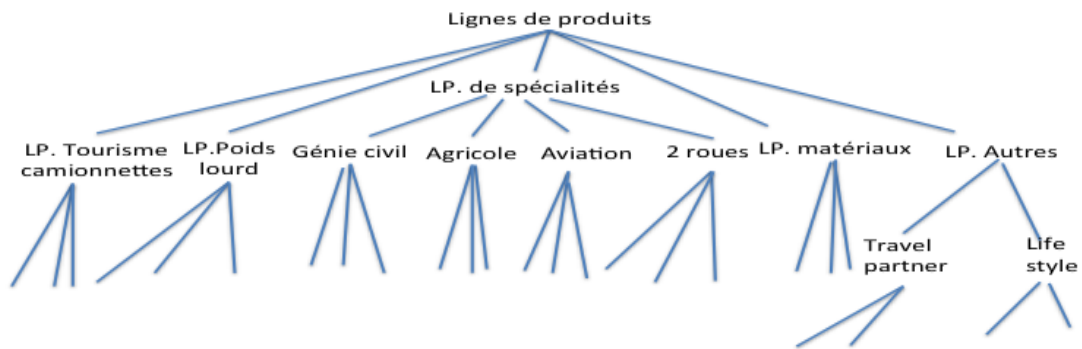 Lignes de produits
LP. de spécialités
LP. Tourisme
camionnettes
LP.Poids
lourd
Génie civil
Agricole
Aviation
2 roues
LP. matériaux
LP. Autres
Travel
partner
Life
style